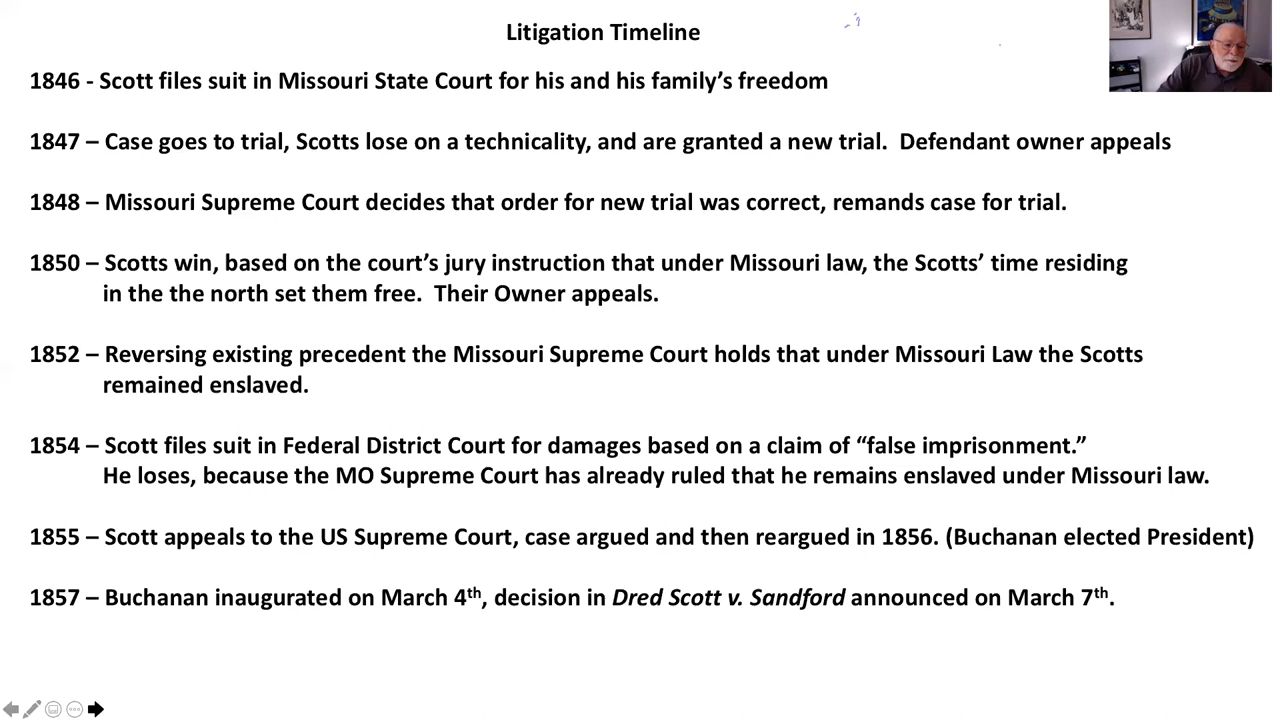 Litigation Timeline
1846 - Scott files suit in Missouri State Court for his and his family’s freedom
1847 – Case goes to trial, Scotts lose on a technicality, and are granted a new trial.  Defendant owner appeals
1848 – Missouri Supreme Court decides that order for new trial was correct, remands case for trial.
1850 – Scotts win, based on the court’s jury instruction that under Missouri law, the Scotts’ time residing
in the the north set them free.  Their Owner appeals.
1852 – Reversing existing precedent the Missouri Supreme Court holds that under Missouri Law the Scotts
remained enslaved.
1854 – Scott files suit in Federal District Court for damages based on a claim of “false imprisonment.”
He loses, because the MO Supreme Court has already ruled that he remains enslaved under Missouri law.
1855 – Scott appeals to the US Supreme Court, case argued and then reargued in 1856. (Buchanan elected President)
1857 – Buchanan inaugurated on March 4th, decision in Dred Scott v. Sandford announced on March 7th.